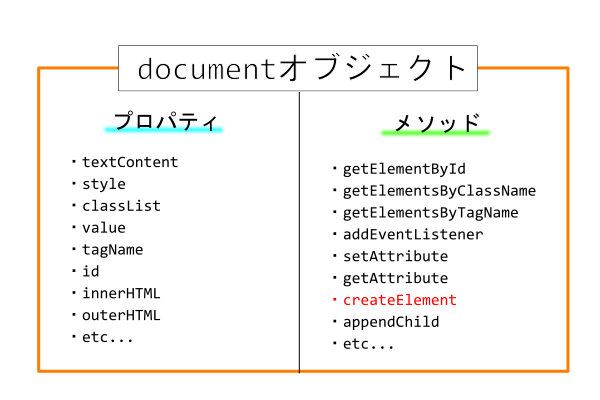 documentオブジェクト
プロパティ
・textContent
・style
・classList
・value
・tagName
・id
・innerHTML
・outerHTML
・etc...
メソッド
・getElementById
・getElementsByClassName
・getElementsByTagName
・addEventListener
・setAttribute
・getAttribute
・createElement
・appendChild
・etc...